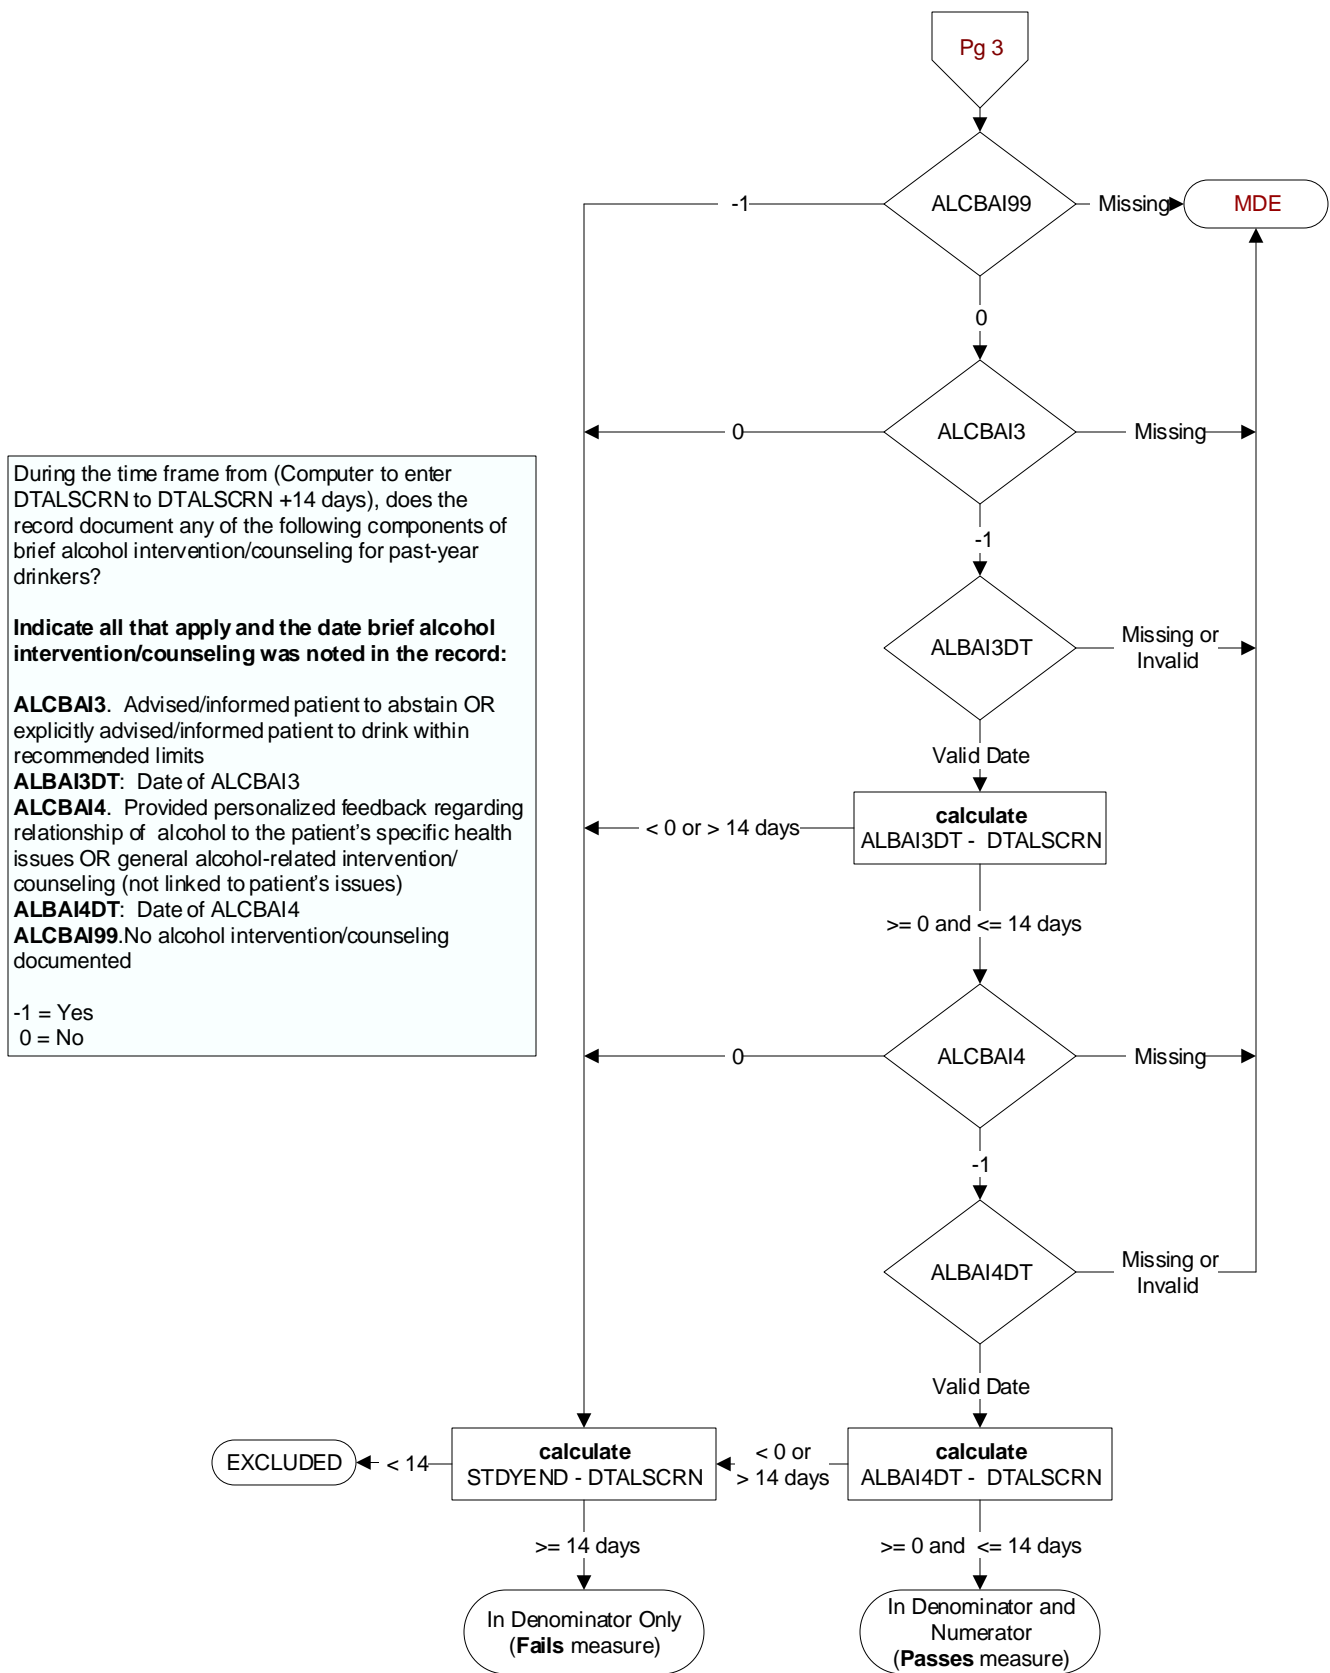 Pg 3
ALCBAI99
-1
Missing
MDE
0
ALCBAI3
0
Missing
-1
During the time frame from (Computer to enter
DTALSCRN to DTALSCRN +14 days), does the
record document any of the following components of
brief alcohol intervention/counseling for past-year
drinkers?
Indicate all that apply and the date brief alcohol
intervention/counseling was noted in the record:
ALCBAI3.  Advised/informed patient to abstain OR
explicitly advised/informed patient to drink within
recommended limits
ALBAI3DT:  Date of ALCBAI3
ALCBAI4.  Provided personalized feedback regarding
relationship of  alcohol to the patient's specific health
issues OR general alcohol-related intervention/
counseling (not linked to patient's issues)
ALBAI4DT:  Date of ALCBAI4
ALCBAI99.No alcohol intervention/counseling
documented
-1 = Yes
0 = No
ALBAI3DT
Missing or
Invalid
Valid Date
calculate
ALBAI3DT -  DTALSCRN
< 0 or > 14 days
>= 0 and <= 14 days
ALCBAI4
0
Missing
-1
ALBAI4DT
Missing or
Invalid
Valid Date
calculate
ALBAI4DT -  DTALSCRN
< 0 or
> 14 days
calculate
STDYEND - DTALSCRN
< 14
EXCLUDED
>= 14 days
>= 0 and  <= 14 days
In Denominator Only
(Fails measure)
In Denominator and
Numerator
(Passes measure)